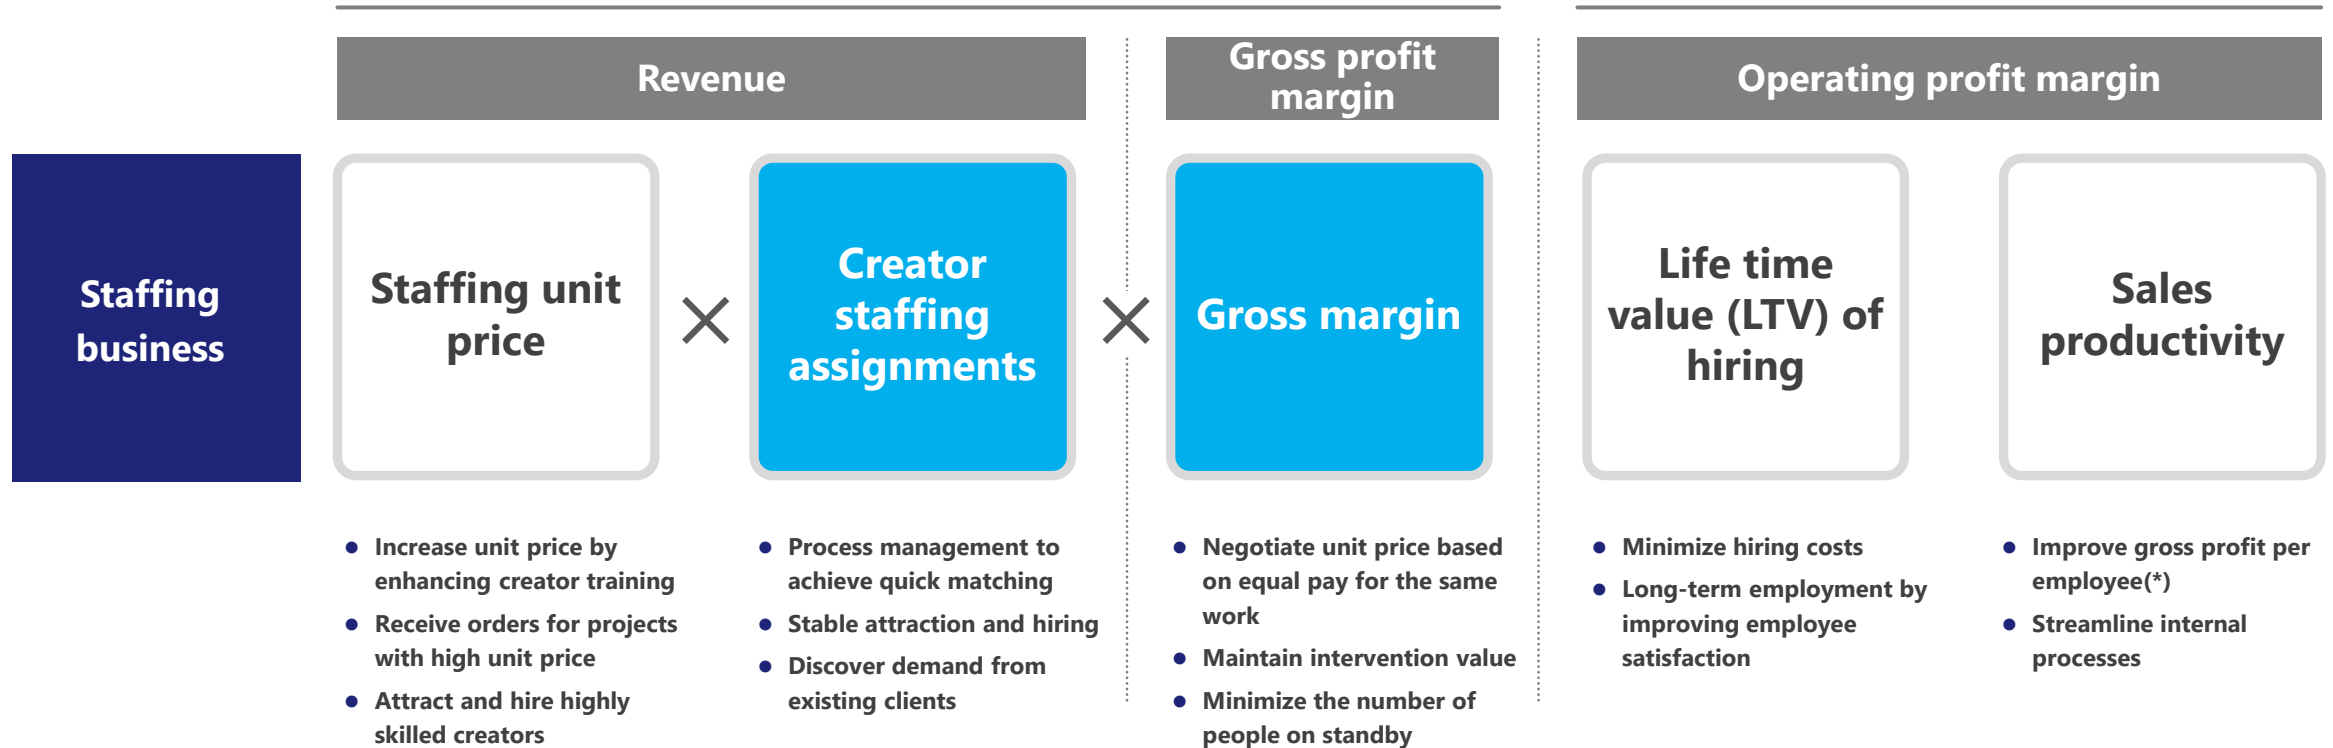 Revenue
Gross profit
margin
Operating profit margin
Staffing
business
Staffing unit
price
Creator
staffing
assignments
Gross margin
Life time
value (LTV) of
hiring
Sales
productivity
Increase unit price by
enhancing creator training
Receive orders for projects
with high unit price
Attract and hire highly
skilled creators
Process management to
achieve quick matching
Stable attraction and hiring
Discover demand from
existing clients
Negotiate unit price based
on equal pay for the same
work
Maintain intervention value
Minimize the number of
people on standby
Minimize hiring costs
Long-term employment by
improving employee
satisfaction
Improve gross profit per
employee(*)
Streamline internal
processes